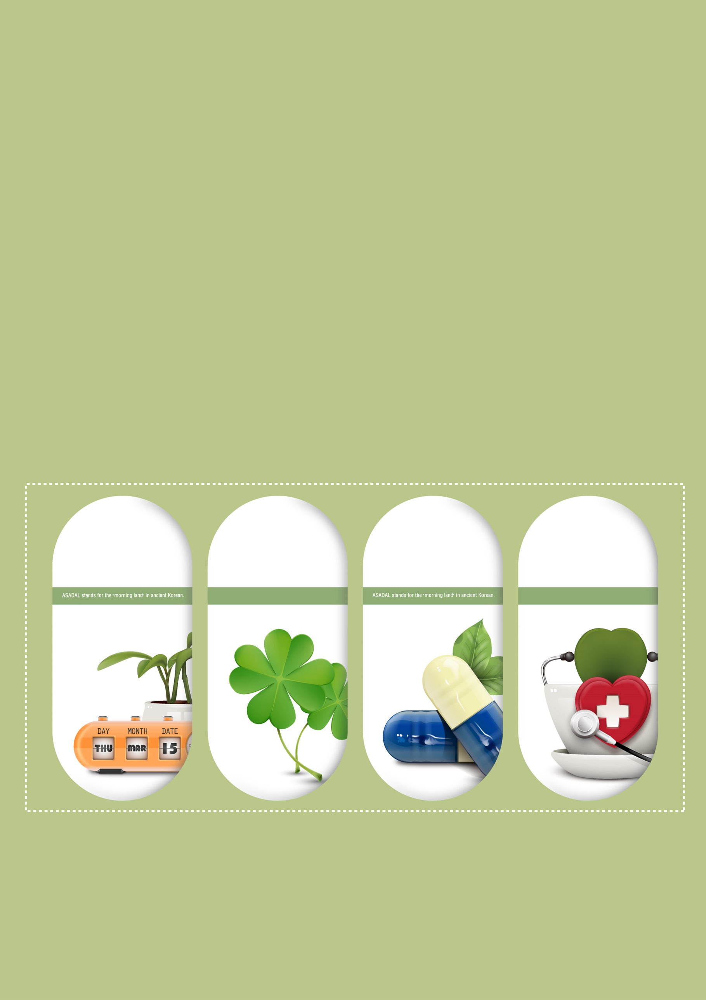 ASADAL stands for the "morning land" in ancient Korean.
ASADAL stands for the "morning land" in ancient Korean.
DAY MONTH DATE
THU MAR 15